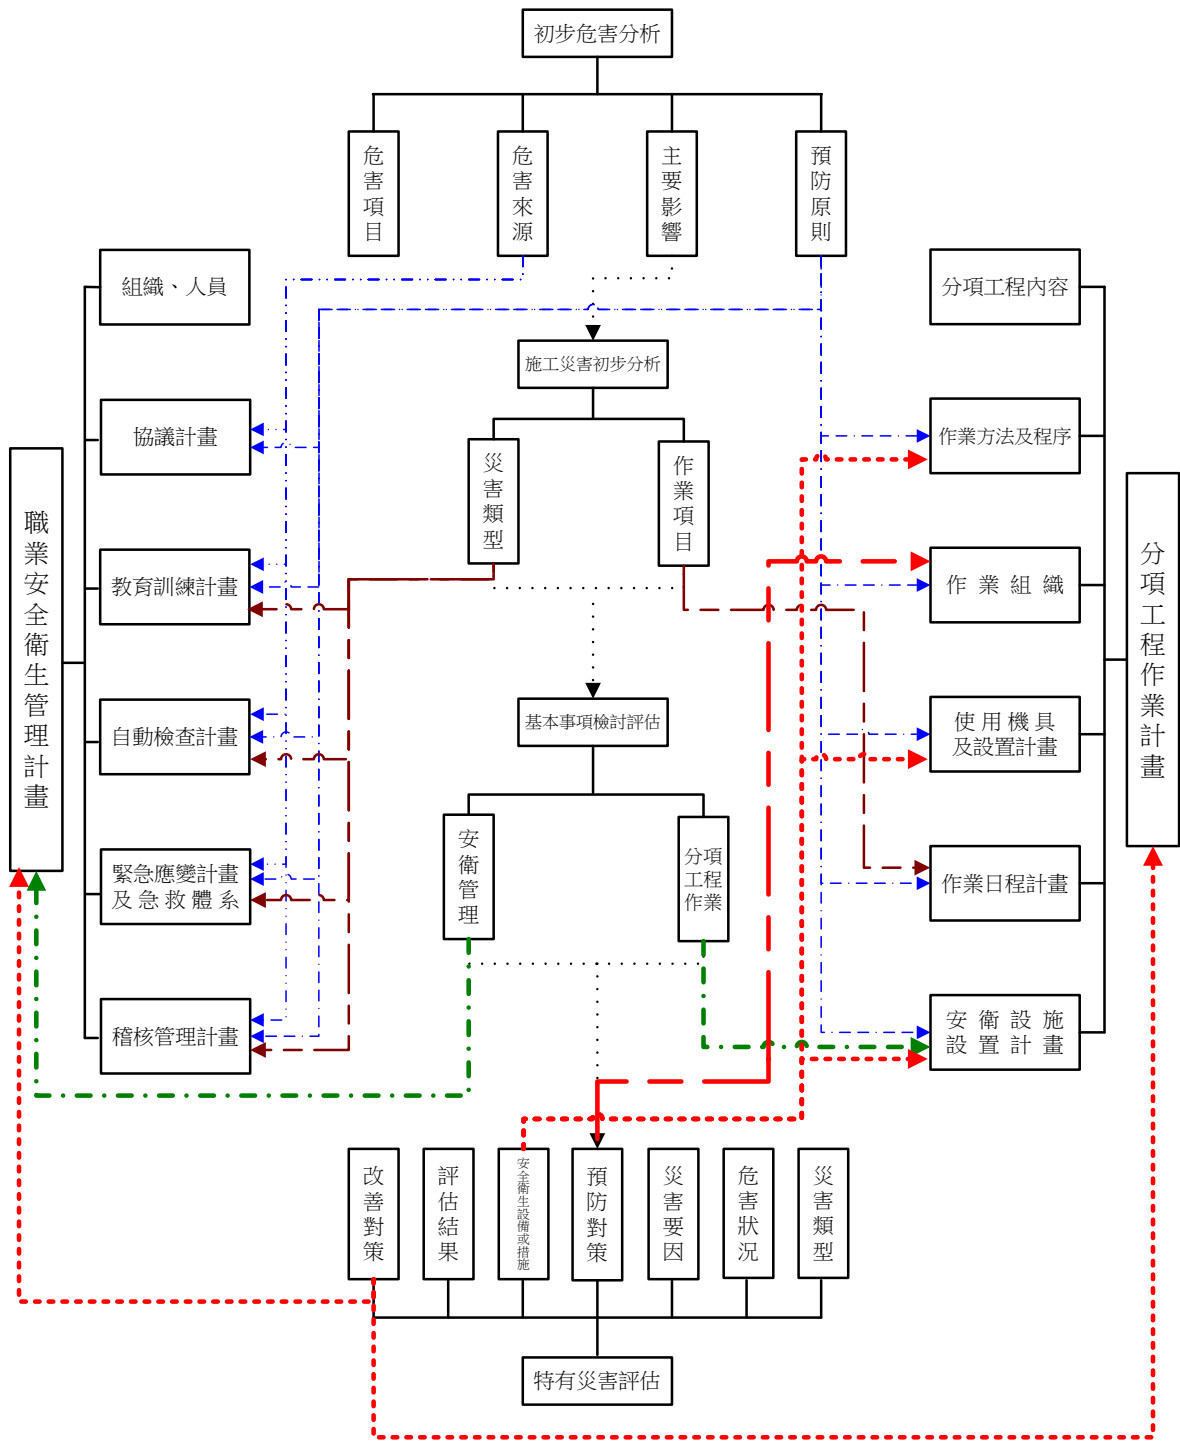 初步危害分析
危害項目
危害來源
主要影響
預防原則
組織、人員
分項工程內容
施工災害初步分析
協議計畫
作業方法及程序
災害類型
作業項目
職業安全衛生管理計畫
分項工程作業計畫
教育訓練計畫
作業組織
自動檢查計畫
基本事項檢討評估
使用機具
及設置計畫
安衛管理
分項
工程
作業
緊急應變計畫
及急救體系
作業日程計畫
稽核管理計畫
安衛設施
設置計畫
改善對策
評估結果
安全衛生設備或措施
預防對策
災害要因
危害狀況
災害類型
特有災害評估